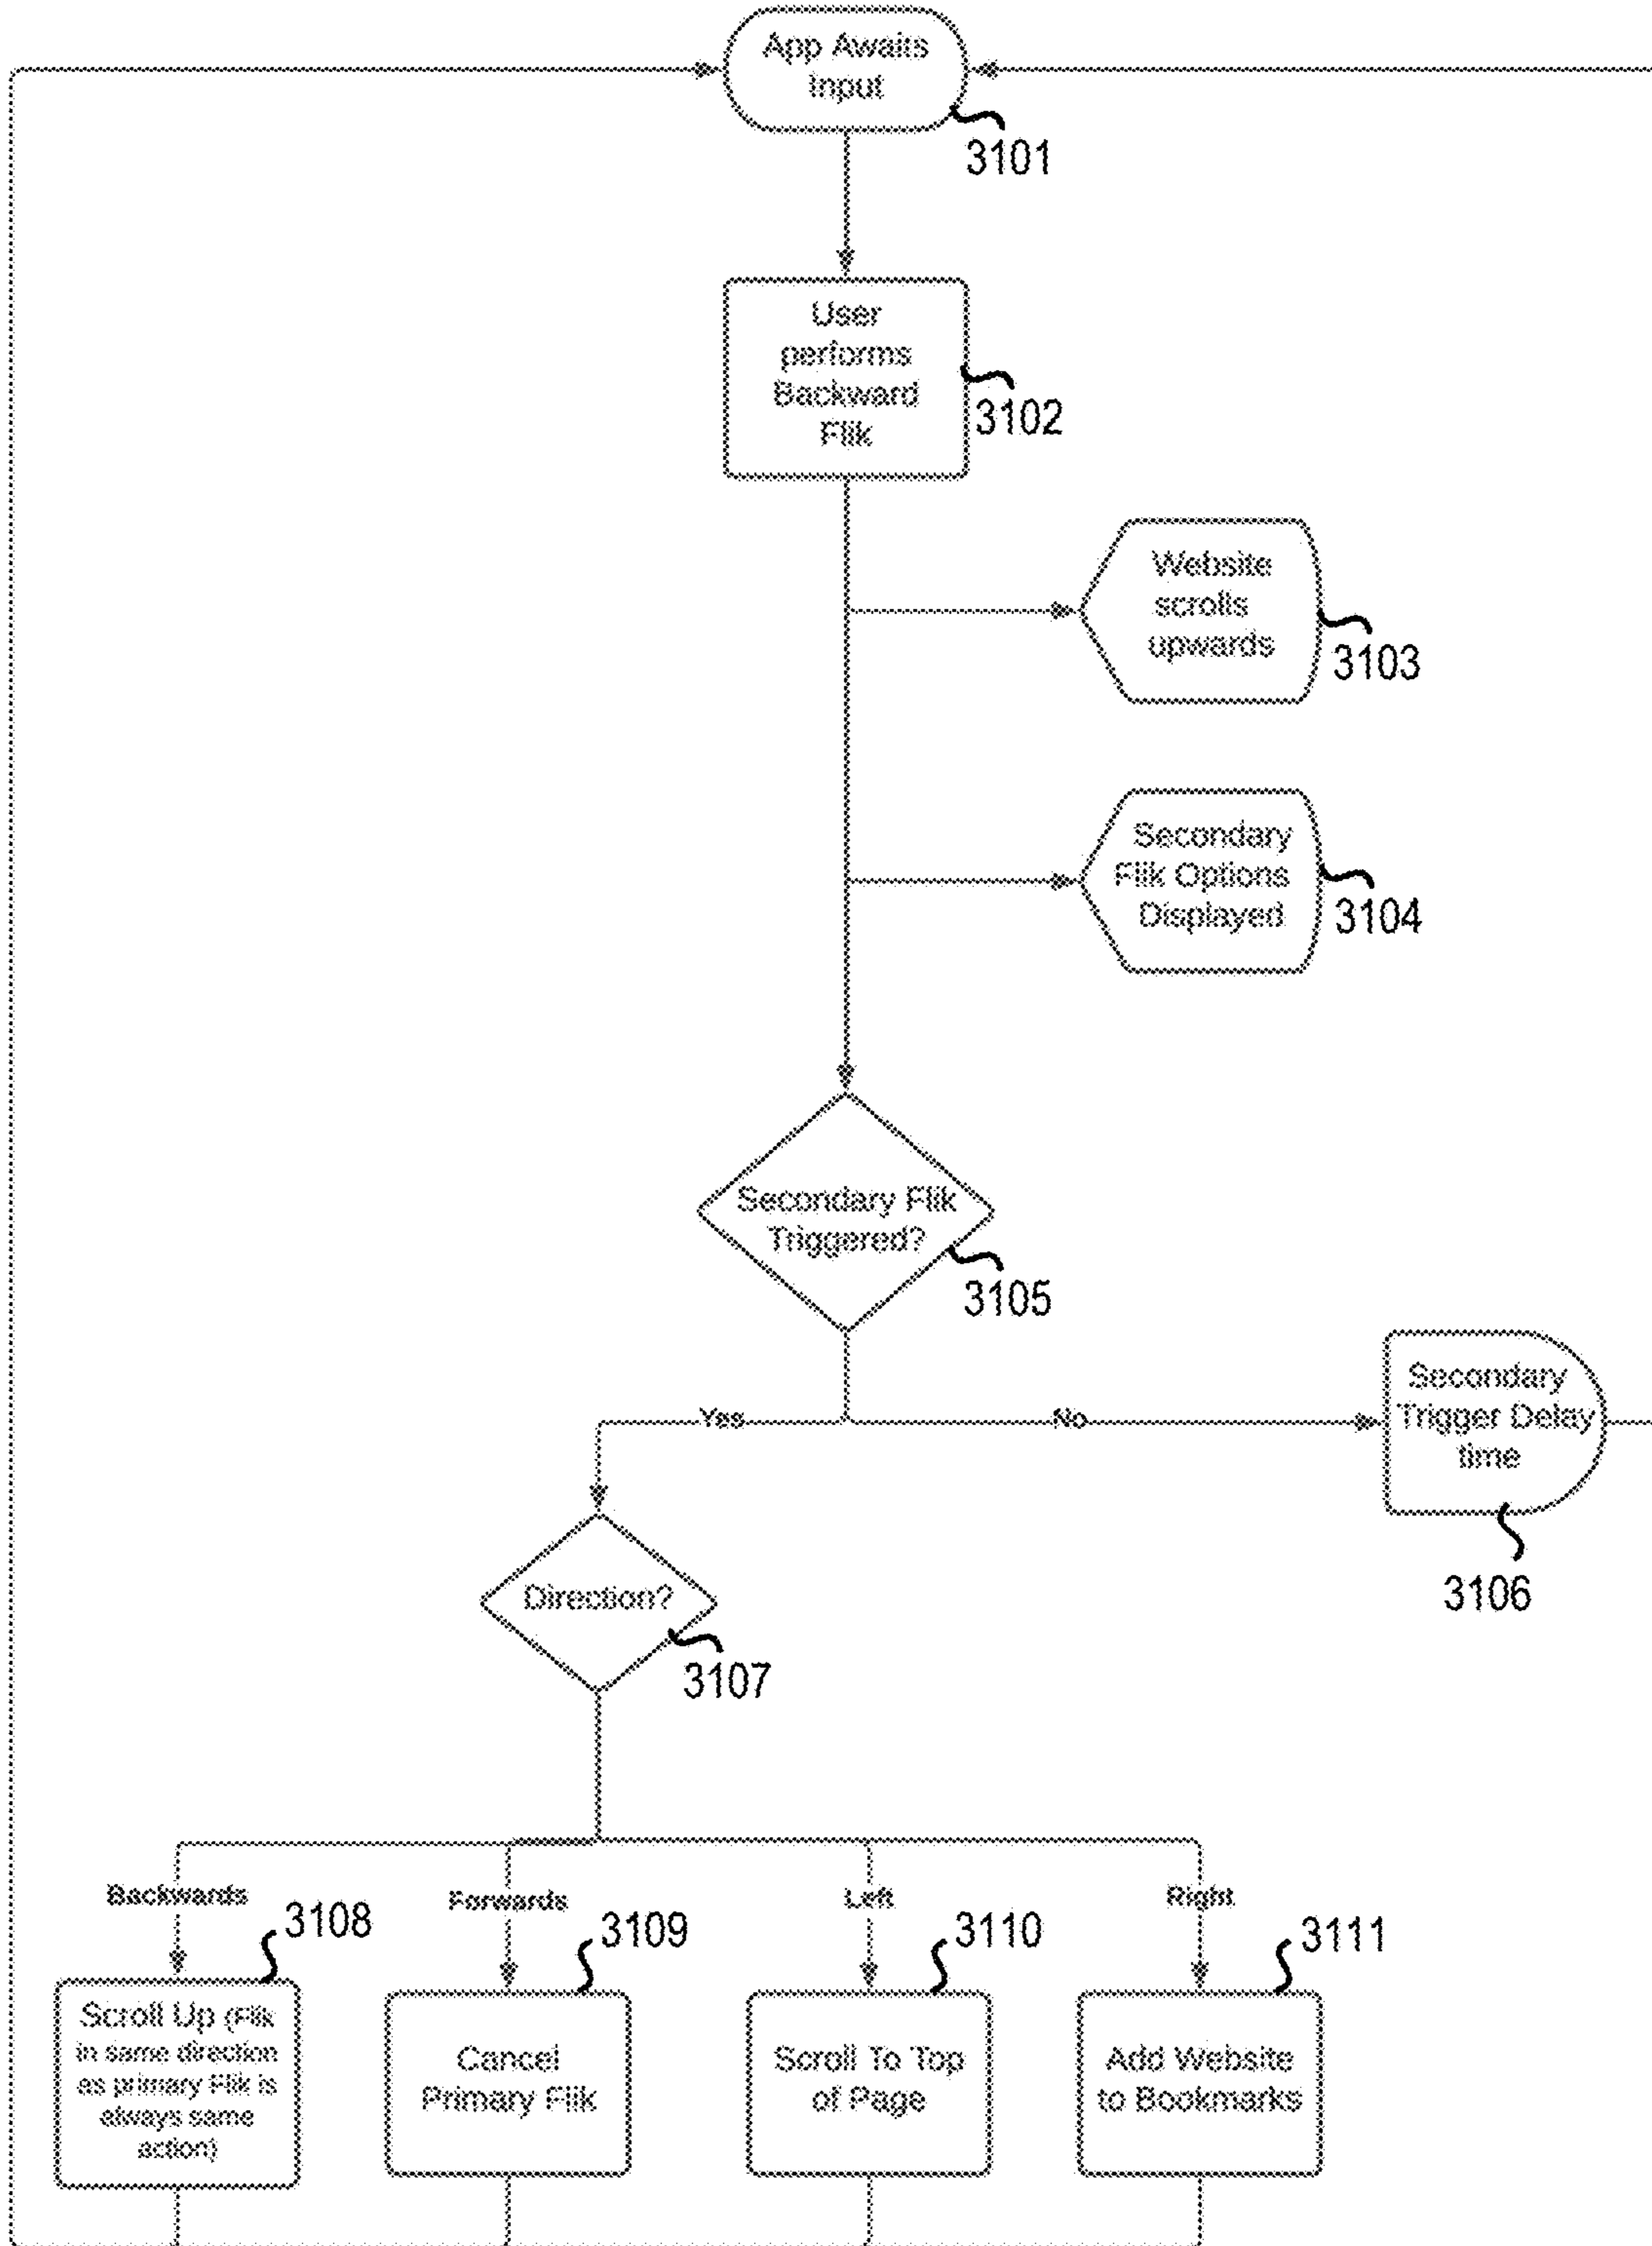 App Awaits
Input
3101
User
performs
Backward
Flik
3102
Website
scrolls
upwards
3103
Secondary
Flik Options
Displayed
3104
Secondary Flik
Triggered?
3105
Yes
No
Secondary
Trigger Delay
time
3106
Direction?
3107
Backwards
Forwards
Left
Right
3108
3109
3110
3111
Scroll Up (Flik
in same direction
as primary Flik is
always same
action)
Cancel
Primary Flik
Scroll To Top
of Page
Add Website
to Bookmarks